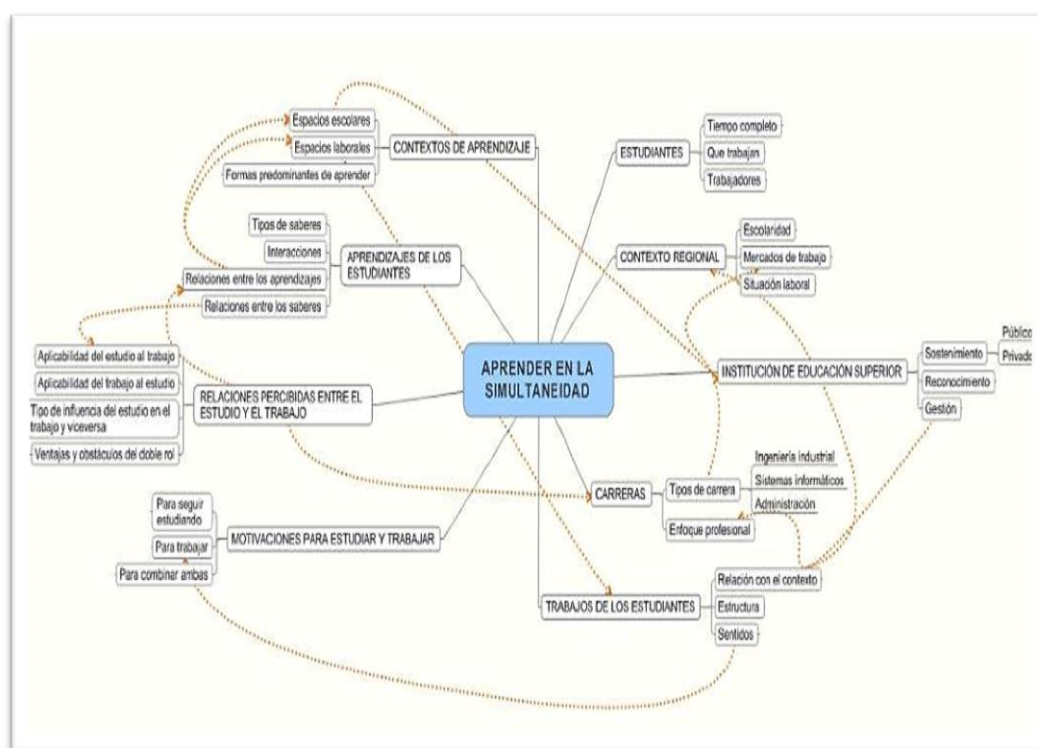 Espacios escolares
Espacios laborales
Formas predominantes de aprender
CONTEXTOS DE APRENDIZAJE
Tipos de saberes
Interacciones
Relaciones entre los aprendizajes
Relaciones entre los saberes
APRENDIZAJES DE LOS
ESTUDIANTES
Aplicabilidad del estudio al trabajo
Aplicabilidad del trabajo al estudio
Tipo de influencia del estudio en el
trabajo y viceversa
Ventajas y obstáculos del doble rol
RELACIONES PERCIBIDAS ENTRE EL
ESTUDIO Y EL TRABAJO
Para seguir
estudiando
Para trabajar
Para combinar ambas
MOTIVACIONES PARA ESTUDIAR Y TRABAJAR
APRENDER EN LA
SIMULTANEIDAD
ESTUDIANTES
Tiempo completo
Que trabajan
Trabajadores
CONTEXTO REGIONAL
Escolaridad
Mercados de trabajo
Situación laboral
INSTITUCIÓN DE EDUCACIÓN SUPERIOR
Sostenimiento
Público
Privado
Reconocimiento
Gestión
CARRERAS
Tipos de carrera
Ingeniería industrial
Sistemas informáticos
Administración
Enfoque profesional
TRABAJOS DE LOS ESTUDIANTES
Relación con el contexto
Estructura
Sentidos